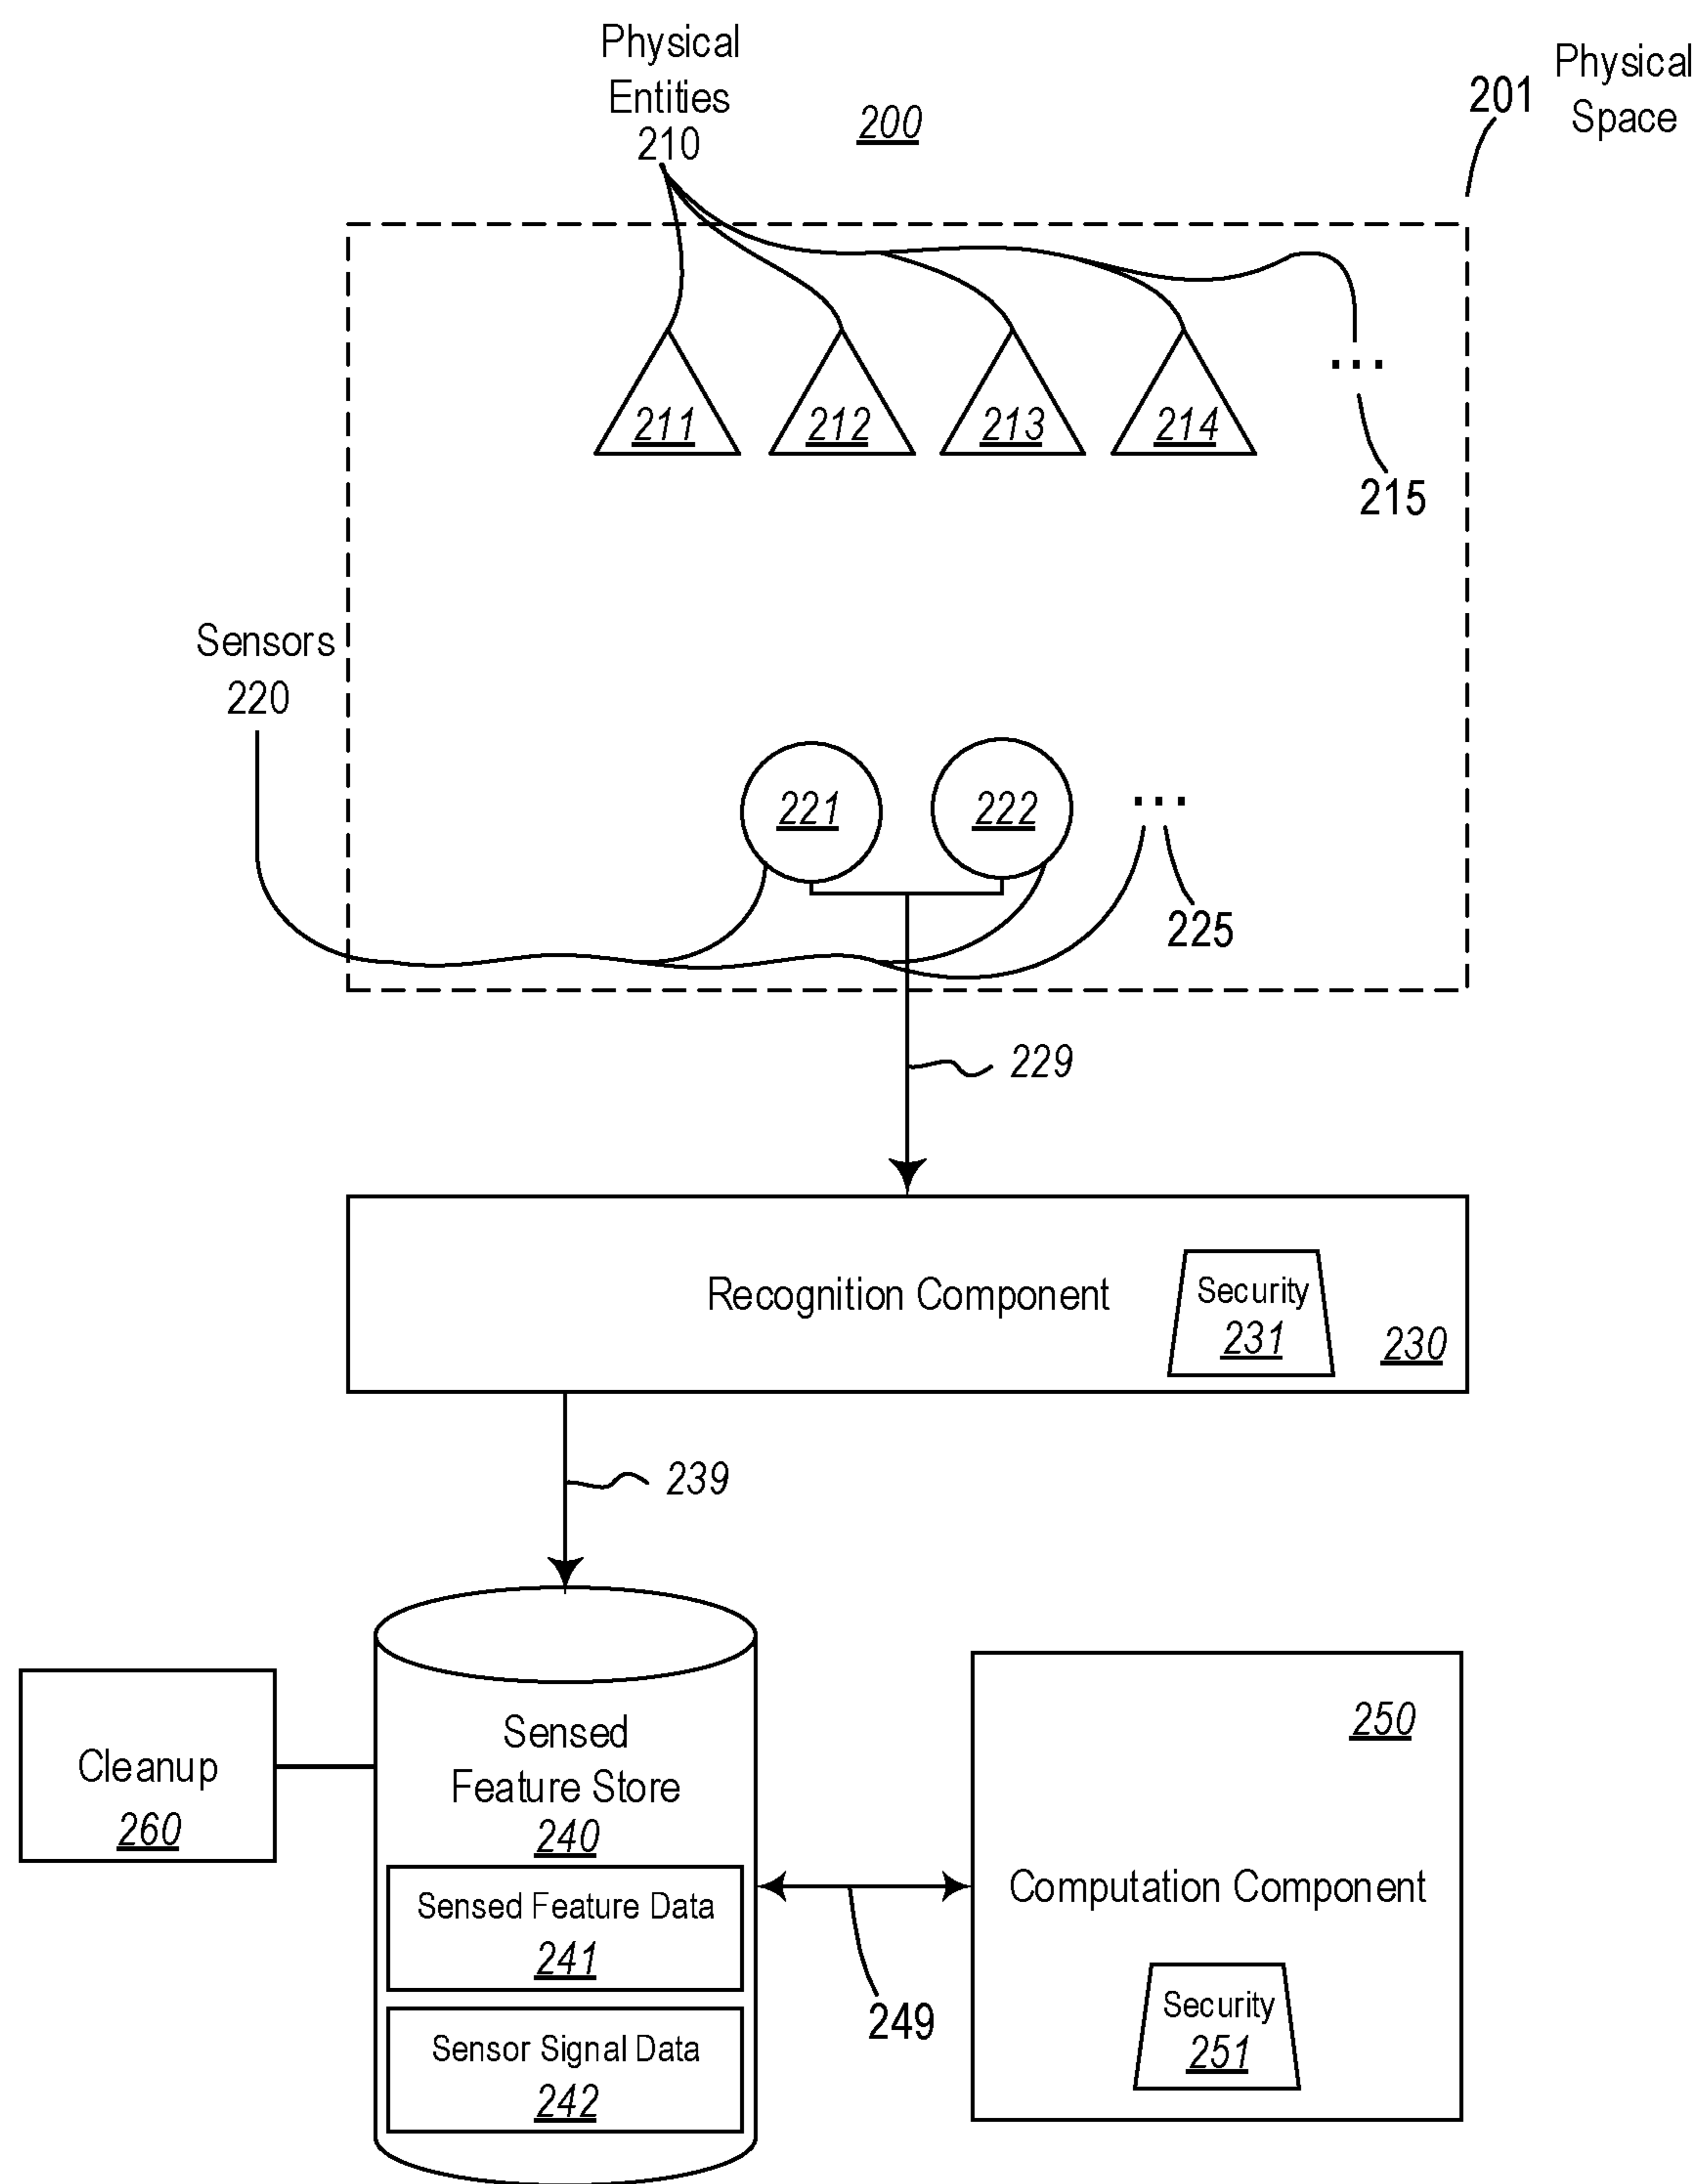 Physical
Entities
210
200
201
Physical
Space
211
212
213
214
...
215
Sensors
220
221
222
...
225
229
Recognition Component
Security
231
230
239
Cleanup
260
Sensed
Feature Store
240
Sensed Feature Data
241
Sensor Signal Data
242
249
250
Computation Component
Security
251